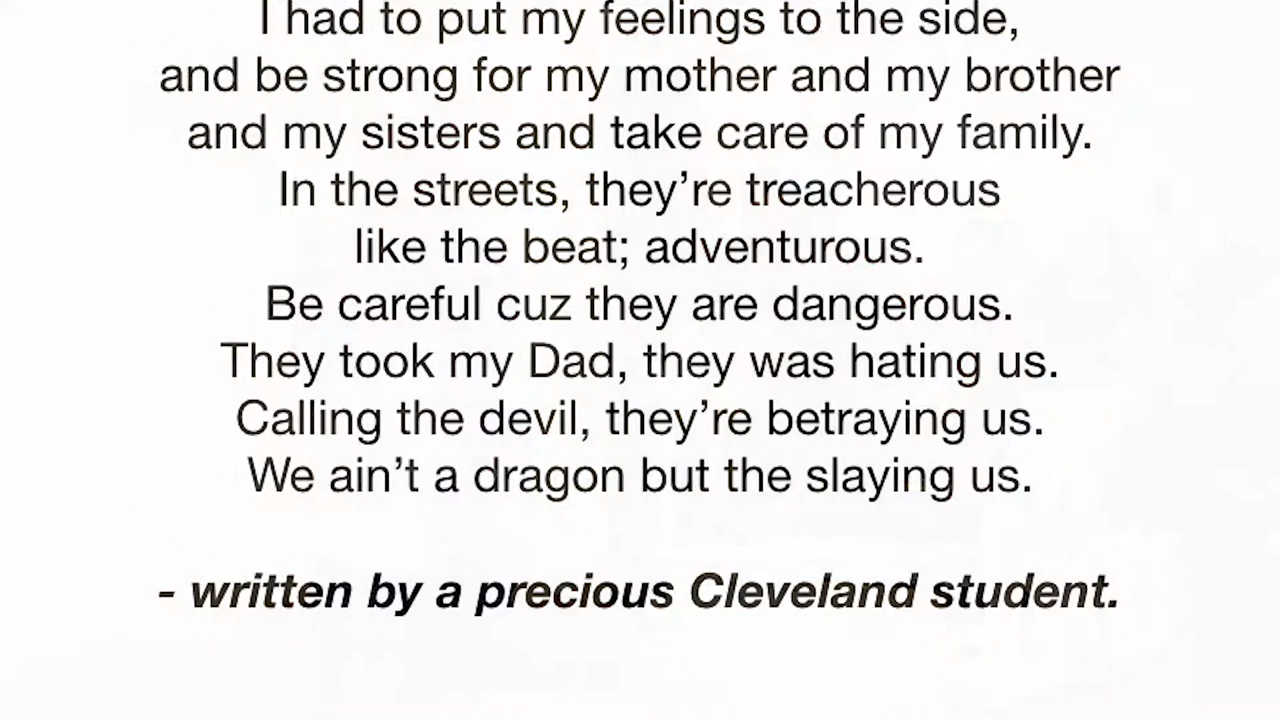 I had to put my feelings to the side,
and be strong for my mother and my brother
and my sisters and take care of my family.
In the streets, they’re treacherous
like the beat; adventurous.
Be careful cuz they are dangerous.
They took my Dad, they was hating us.
Calling the devil, they’re betraying us.
We ain’t a dragon but the slaying us.
- written by a precious Cleveland student.